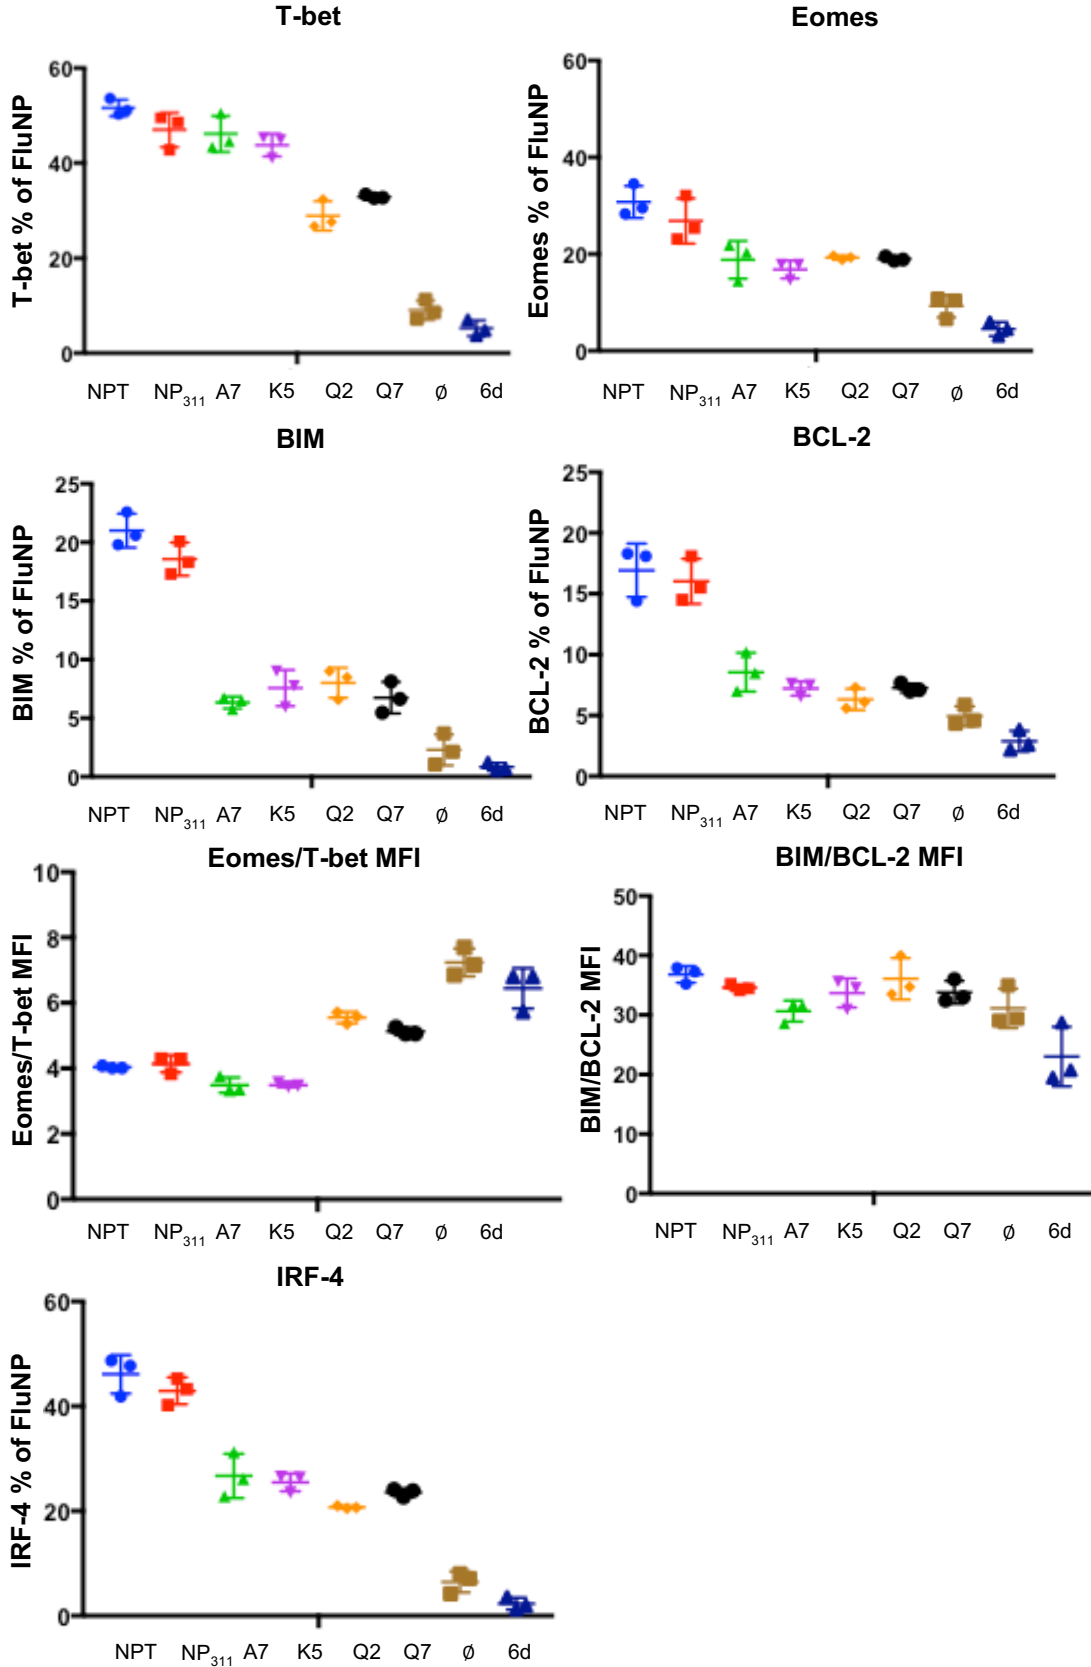 T-bet
T-bet % of FluNP
60
40
20
0
NPT NP311 A7 K5 Q2 Q7 ø 6d
Eomes
Eomes % of FluNP
60
40
20
0
NPT NP311 A7 K5 Q2 Q7 ø 6d
BIM
BIM % of FluNP
25
20
15
10
5
0
NPT NP311 A7 K5 Q2 Q7 ø 6d
BCL-2
BCL-2 % of FluNP
25
20
15
10
5
0
NPT NP311 A7 K5 Q2 Q7 ø 6d
Eomes/T-bet MFI
Eomes/T-bet MFI
10
8
6
4
2
0
NPT NP311 A7 K5 Q2 Q7 ø 6d
BIM/BCL-2 MFI
BIM/BCL-2 MFI
50
40
30
20
10
0
NPT NP311 A7 K5 Q2 Q7 ø 6d
IRF-4
IRF-4 % of FluNP
60
40
20
0
NPT NP311 A7 K5 Q2 Q7 ø 6d